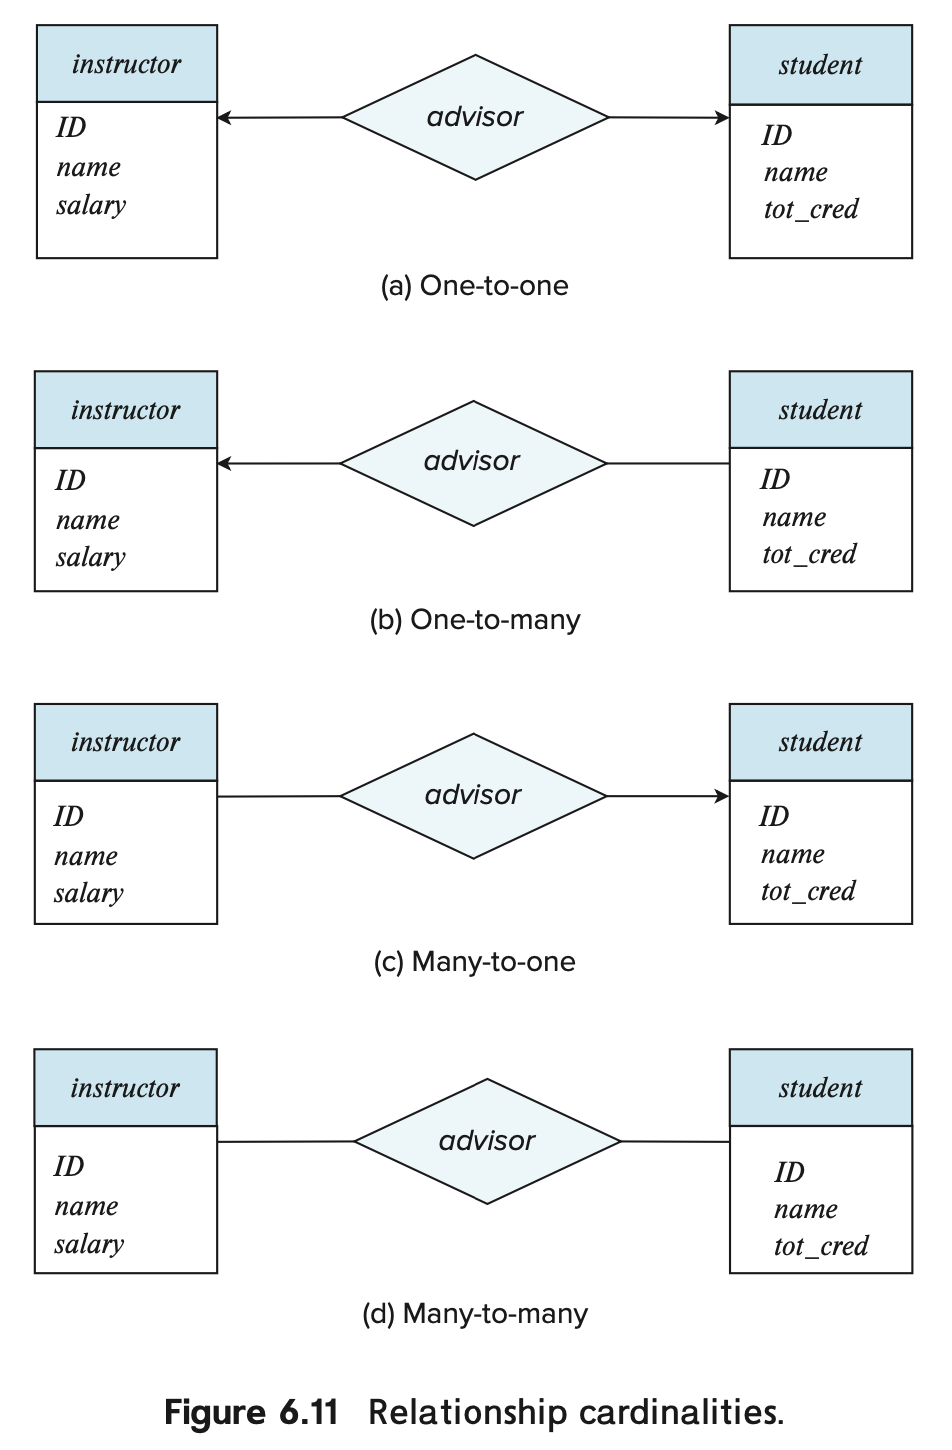 instructor
student
advisor
ID
name
salary
ID
name
tot_cred
(a) One-to-one
instructor
student
advisor
ID
name
salary
ID
name
tot_cred
(b) One-to-many
instructor
student
advisor
ID
name
salary
ID
name
tot_cred
(c) Many-to-one
instructor
student
advisor
ID
name
salary
ID
name
tot_cred
(d) Many-to-many
Figure 6.11 Relationship cardinalities.